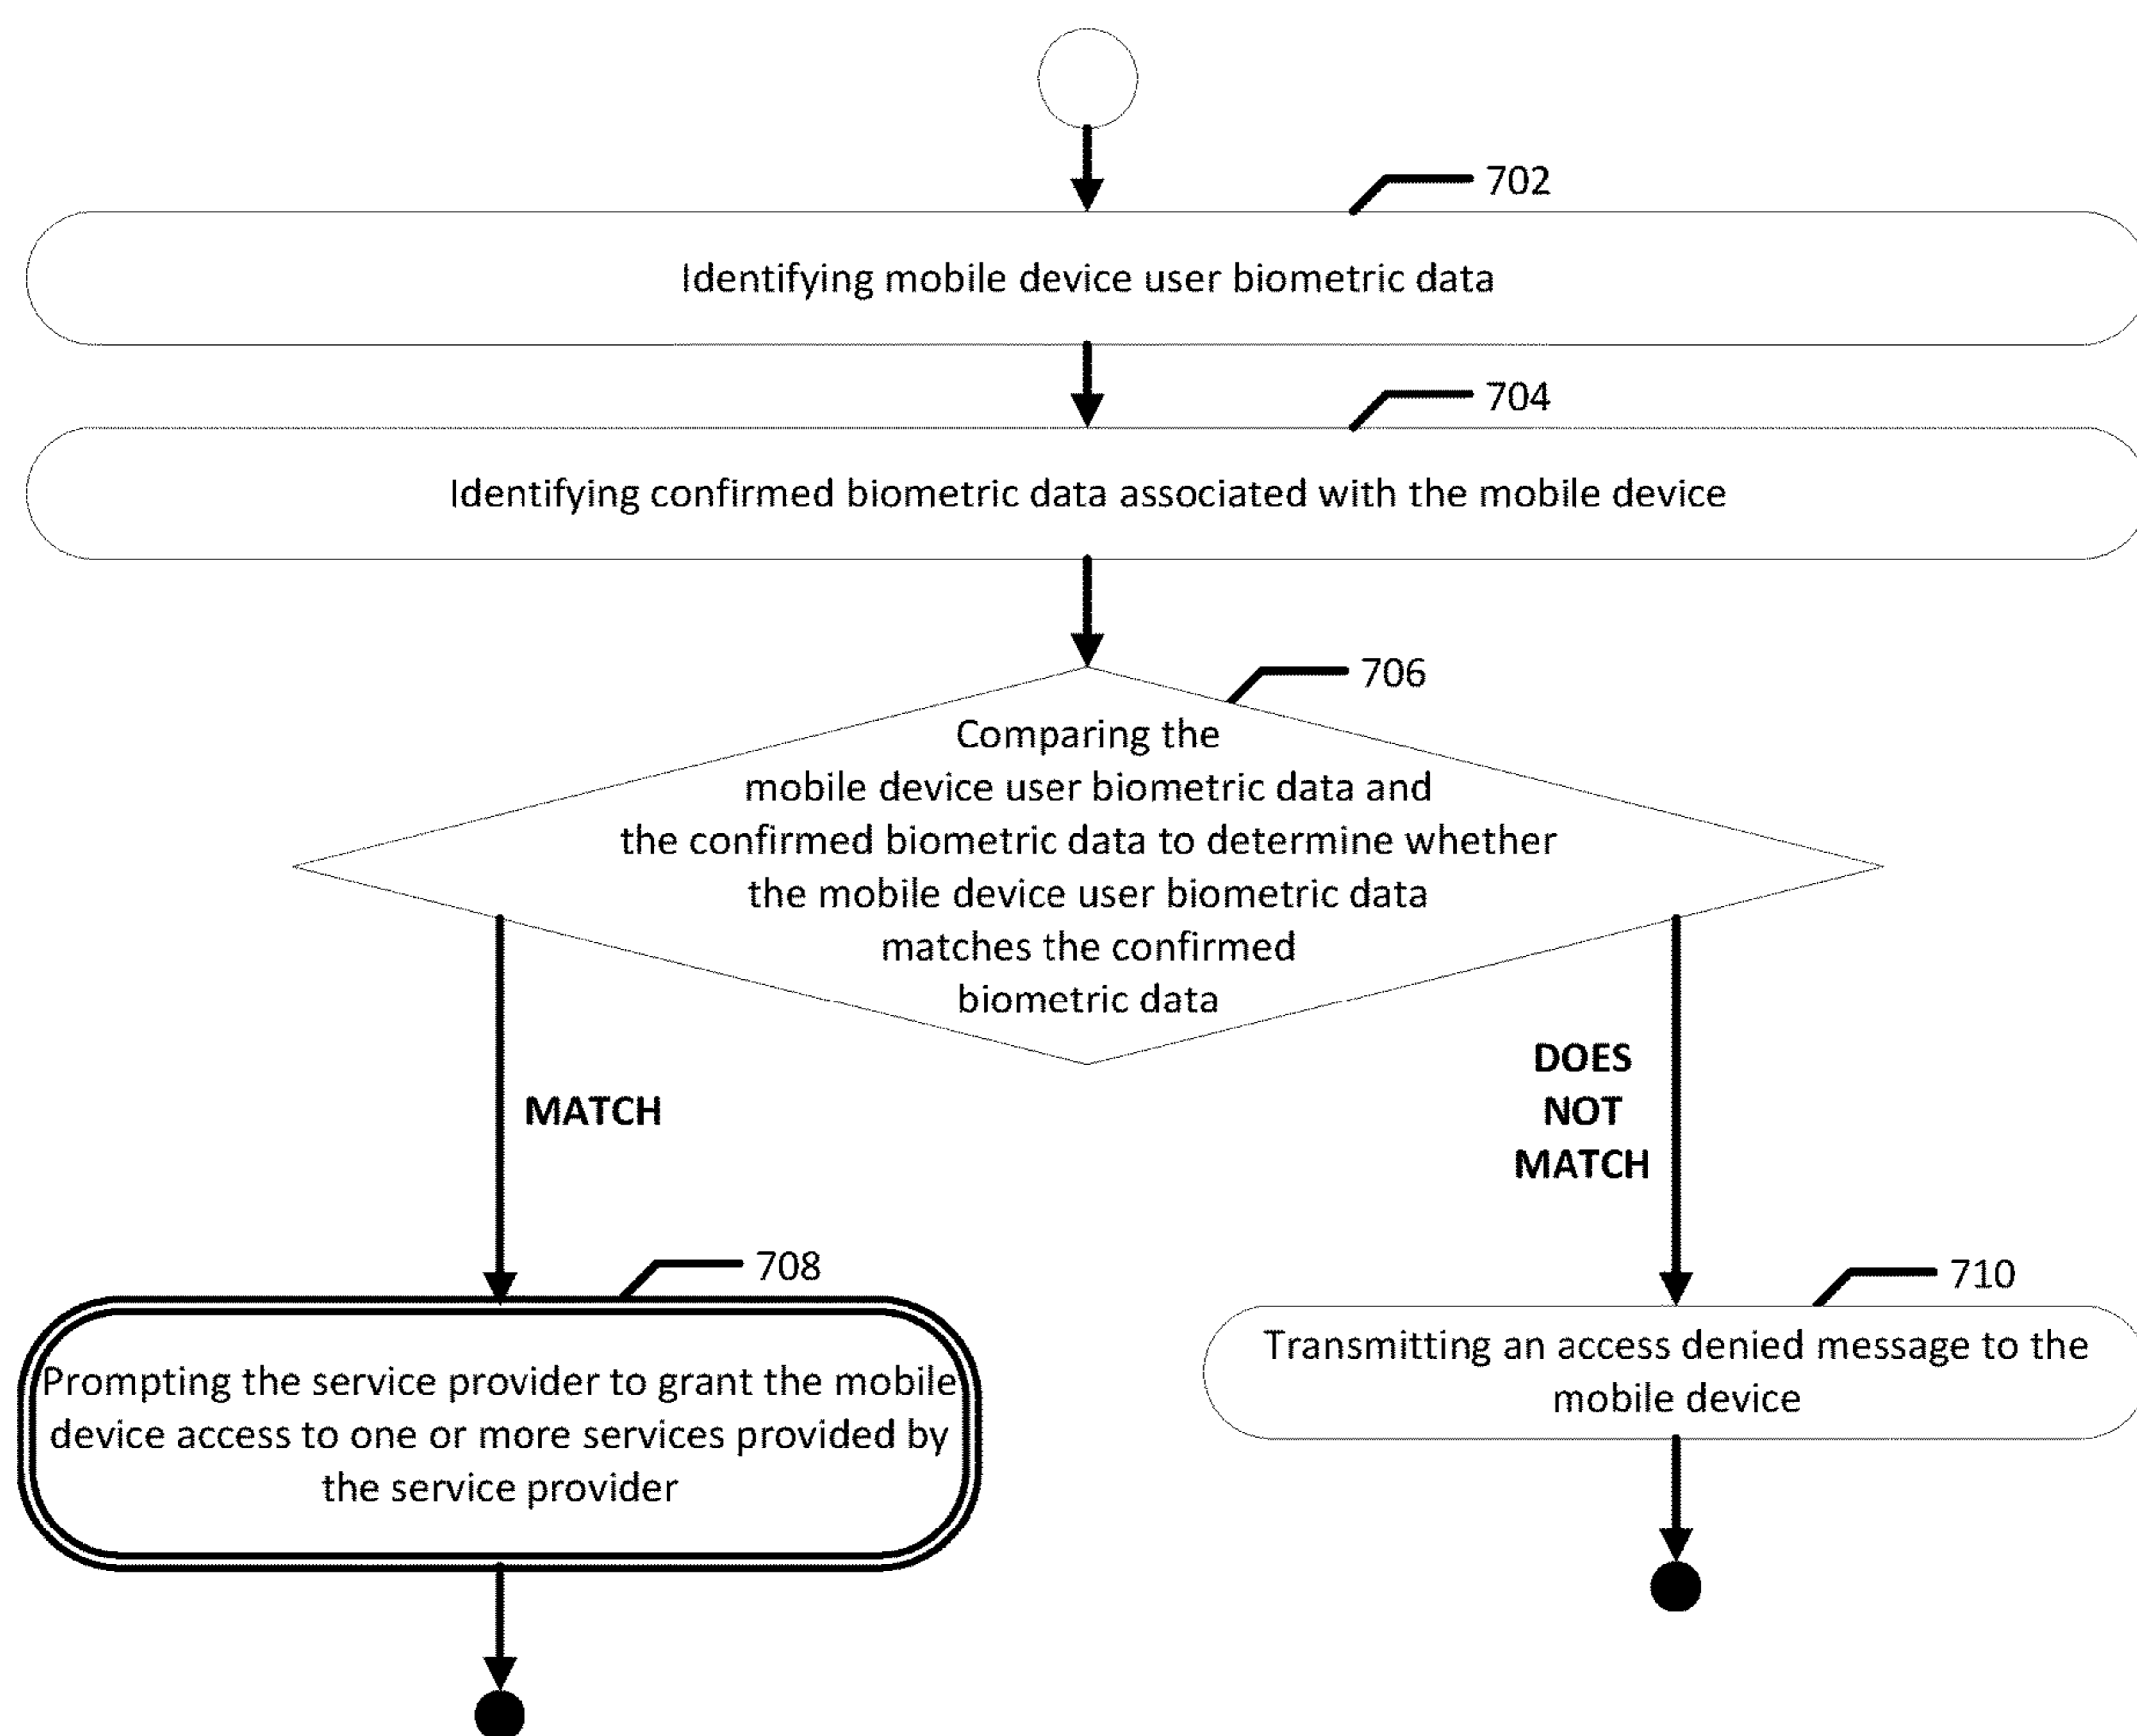 702
Identifying mobile device user biometric data
704
Identifying confirmed biometric data associated with the mobile device
706
Comparing the
mobile device user biometric data and
the confirmed biometric data to determine whether
the mobile device user biometric data
matches the confirmed
biometric data
MATCH
DOES
NOT
MATCH
708
Prompting the service provider to grant the mobile
device access to one or more services provided by
the service provider
710
Transmitting an access denied message to the
mobile device